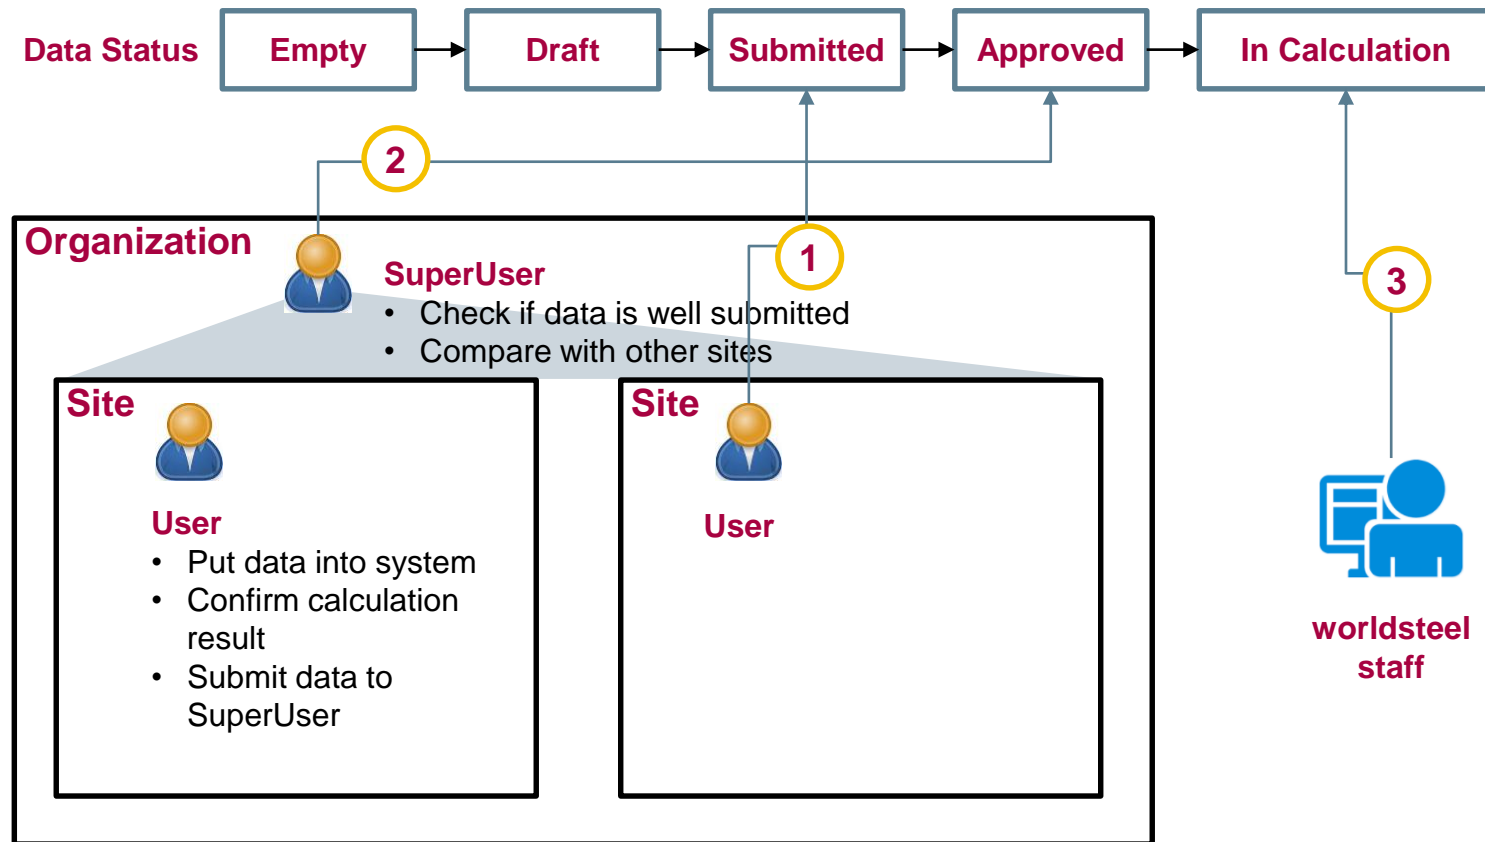 Data Status
Empty
Draft
Submitted
Approved
In Calculation
2
Organization
1
SuperUser
• Check if data is well submitted
• Compare with other sites
3
Site
User
• Put data into system
• Confirm calculation
result
• Submit data to
SuperUser
Site
User
worldsteel
staff